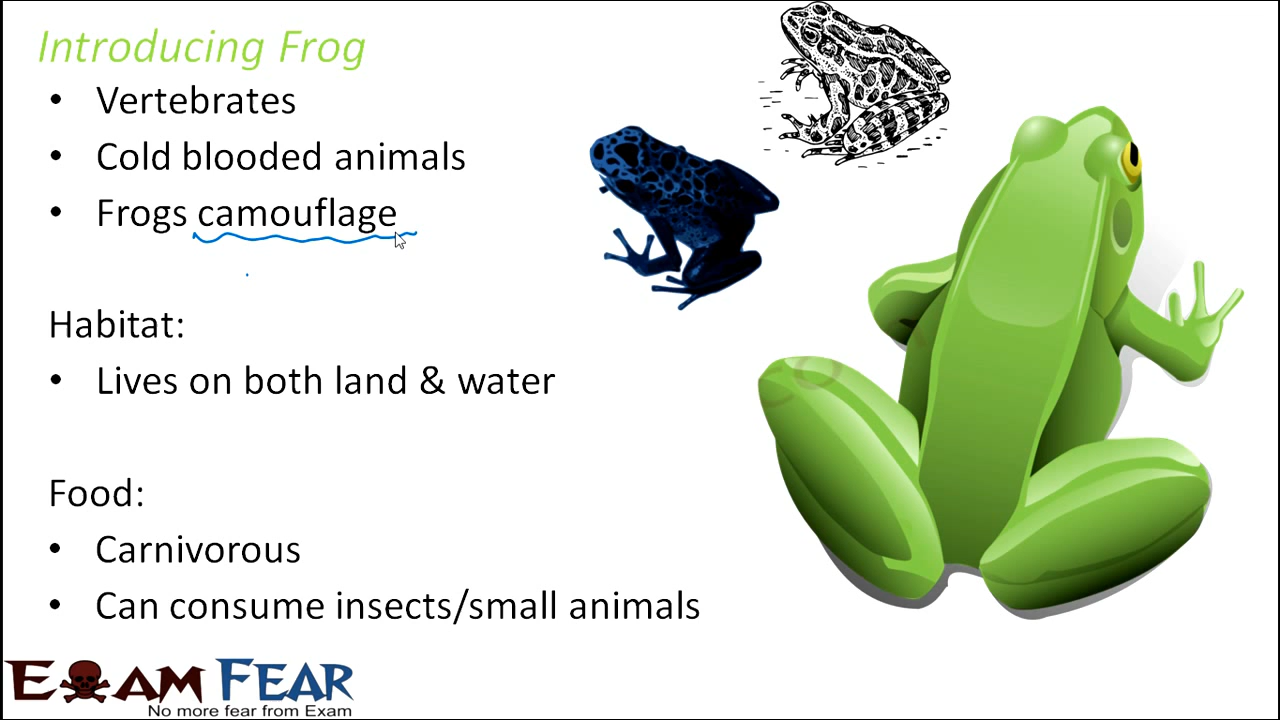 Introducing Frog
• Vertebrates
• Cold blooded animals
• Frogs camouflage
Habitat:
• Lives on both land & water
Food:
• Carnivorous
• Can consume insects/small animals
EXAM FEAR
No more fear from Exam